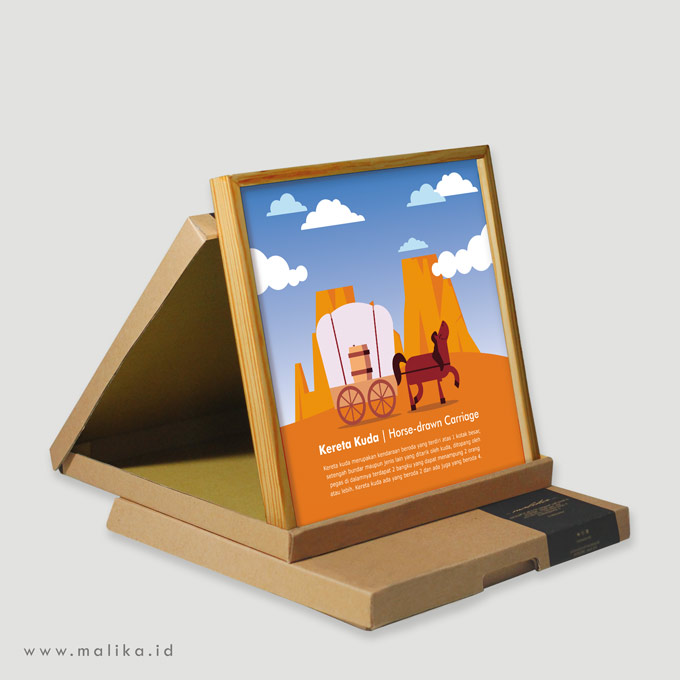 Kereta Kuda | Horse-drawn Carriage
Kereta kuda merupakan kendaraan beroda yang terdiri atas 1 kotak besar,
setengah bundar maupun jenis lain yang ditarik oleh kuda, ditopang oleh
pegas di dalamnya terdapat 2 bangku yang dapat menampung 2 orang
atau lebih. Kereta Kuda ada yang beroda 2 dan ada juga yang beroda 4.
malika
www.malika.id